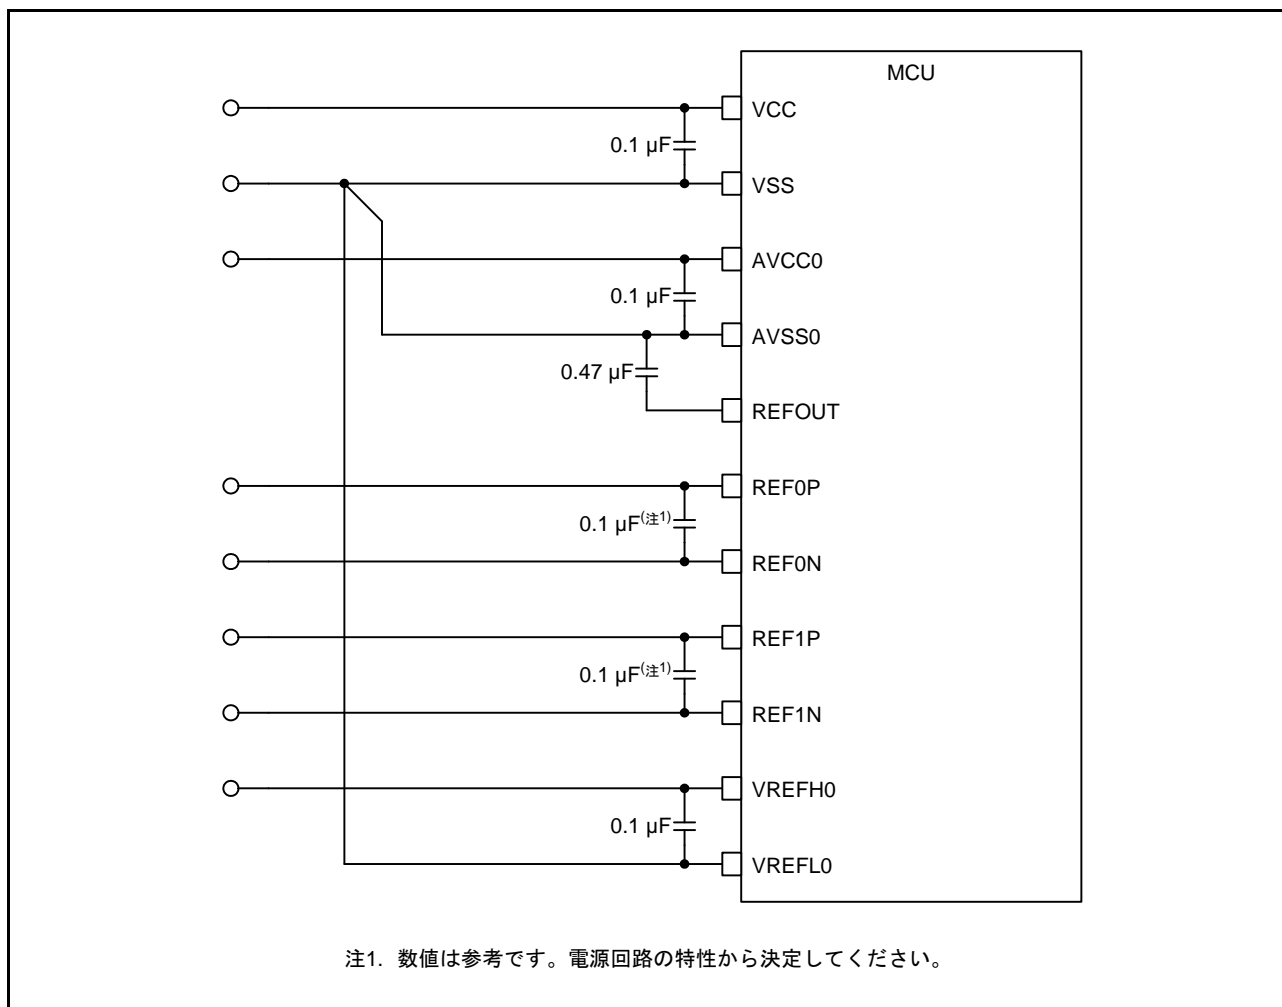 MCU
VCC
0.1 μF
VSS
AVCC0
0.1 μF
AVSS0
0.47 μF
REFOUT
REF0P
0.1 μF(注1)
REF0N
REF1P
0.1 μF(注1)
REF1N
VREFH0
0.1 μF
VREFL0
注1. 数値は参考です。電源回路の特性から決定してください。